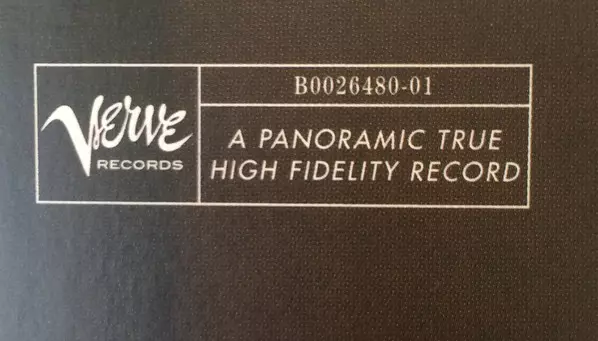 Verve
RECORDS
B0026480-01
A PANORAMIC TRUE
HIGH FIDELITY RECORD